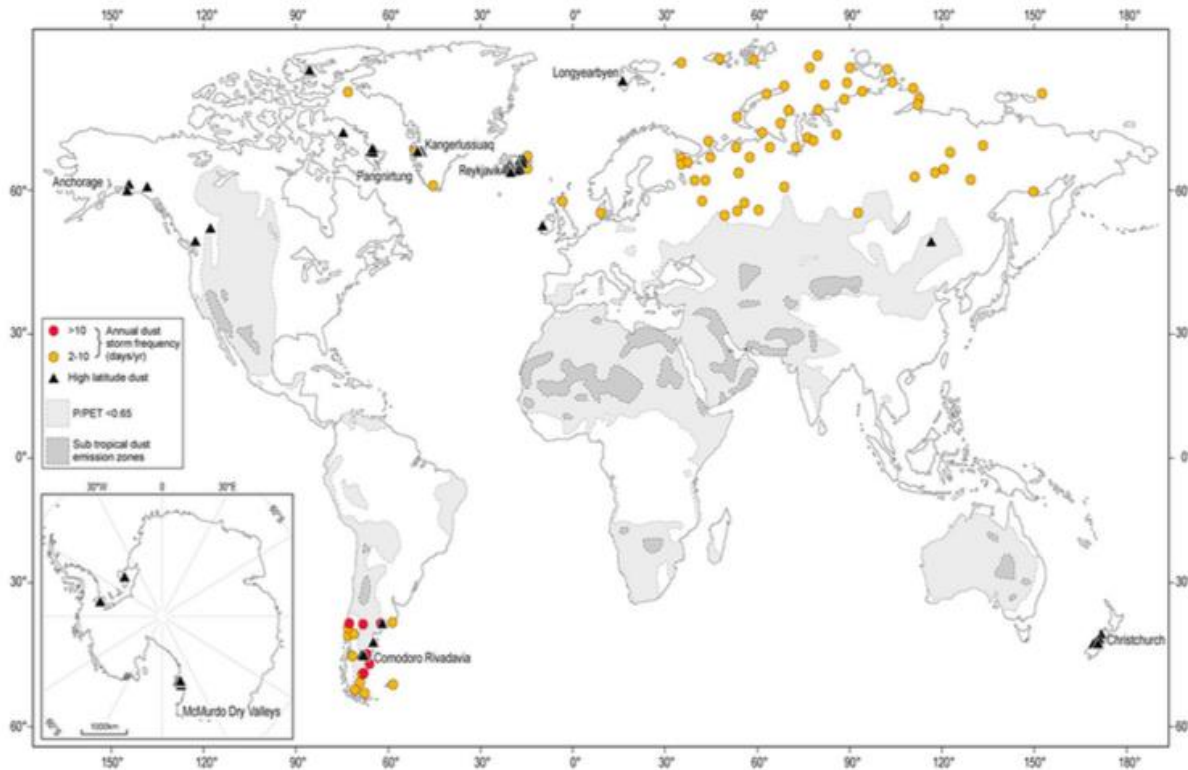 150° 120° 90° 60° 30° 0° 30° 60° 90° 120° 150° 180°
Longyearbyen
Kangerlussuaq
Pangnirtung
Reykjavik
Anchorage
60° 60°
30° 30°
>10 Annual dust
storm frequency
2-10 (days/yr)
High latitude dust
P/PET <0.65
Sub tropical dust
emission zones
0° 0°
30°W 0 30°E
60°W 60°E
30° 30°
Christchurch
Comodoro Rivadavia
McMurdo Dry Valleys
1000km
60° 60°
150° 120° 90° 60° 30° 0° 30° 60° 90° 120° 150° 180°